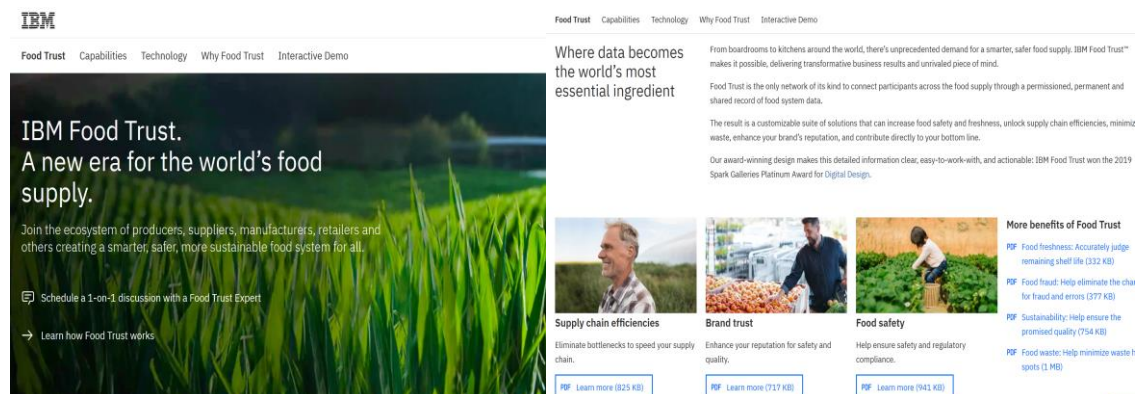 IBM
Food Trust Capabilities Technology Why Food Trust Interactive Demo
IBM Food Trust.
A new era for the world's food
supply.
Join the ecosystem of producers, suppliers, manufacturers, retailers and
others creating a smarter, safer, more sustainable food system for all.
Schedule a 1-on-1 discussion with a Food Trust Expert
Learn how Food Trust works
Food Trust Capabilities Technology Why Food Trust Interactive Demo
Where data becomes
the world's most
essential ingredient
From boardrooms to kitchens around the world, there's unprecedented demand for a smarter, safer food supply. IBM Food Trust™
makes it possible, delivering transformative business results and unrivaled piece of mind.
Food Trust is the only network of its kind to connect participants across the food supply through a permissioned, permanent and
shared record of food system data.
The result is a customizable suite of solutions that can increase food safety and freshness, unlock supply chain efficiencies, minimiz
waste, enhance your brand's reputation, and contribute directly to your bottom line.
Our award-winning design makes this detailed information clear, easy-to-work-with, and actionable: IBM Food Trust won the 2019
Spark Galleries Platinum Award for Digital Design.
Supply chain efficiencies
Eliminate bottlenecks to speed your supply
chain.
PDF Learn more (825 KB)
Brand trust
Enhance your reputation for safety and
quality.
PDF Learn more (717 KB)
Food safety
Help ensure safety and regulatory
compliance.
PDF Learn more (941 KB)
More benefits of Food Trust
PDF Food freshness: Accurately judge
remaining shelf life (332 KB)
PDF Food fraud: Help eliminate the chan
for fraud and errors (377 KB)
PDF Sustainability: Help ensure the
promised quality (754 KB)
PDF Food waste: Help minimize waste h
spots (1 MB)